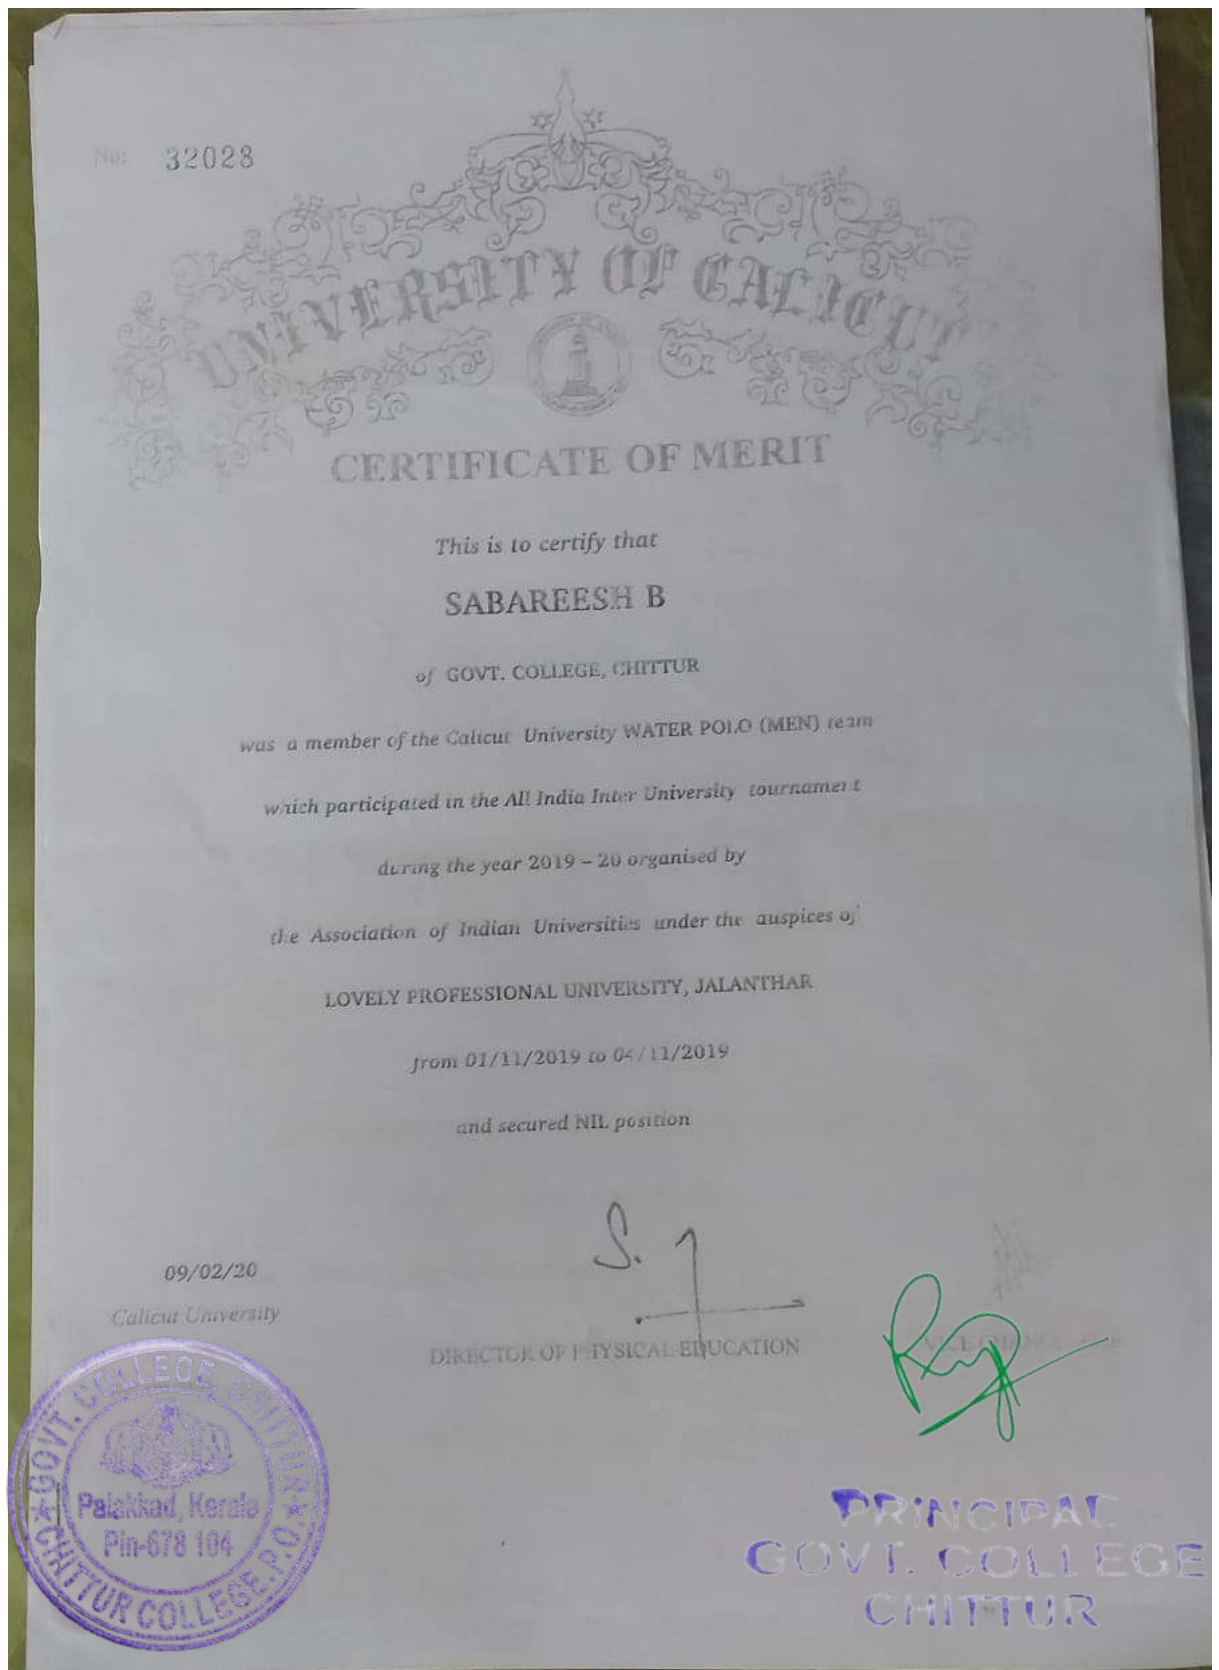 No: 32028
UNIVERSITY OF CALICUT
CERTIFICATE OF MERIT
This is to certify that
SABAREESH B
of GOVT. COLLEGE, CHITTUR
was a member of the Calicut University WATER POLO (MEN) team
which participated in the All India Inter University tournament
during the year 2019 – 20 organised by
the Association of Indian Universities under the auspices of
LOVELY PROFESSIONAL UNIVERSITY, JALANTHAR
from 01/11/2019 to /11/2019
and secured NIL position
09/02/20
Calicut University
S.
DIRECTOR OF PHYSICAL EDUCATION
VICE CHANCELLOR
GOVT. COLLEGE, CHITTUR
Palakkad, Kerala
Pin-678 104
CHITTUR COLLEGE.P.O.
PRINCIPAL
GOVT. COLLEGE
CHITTUR